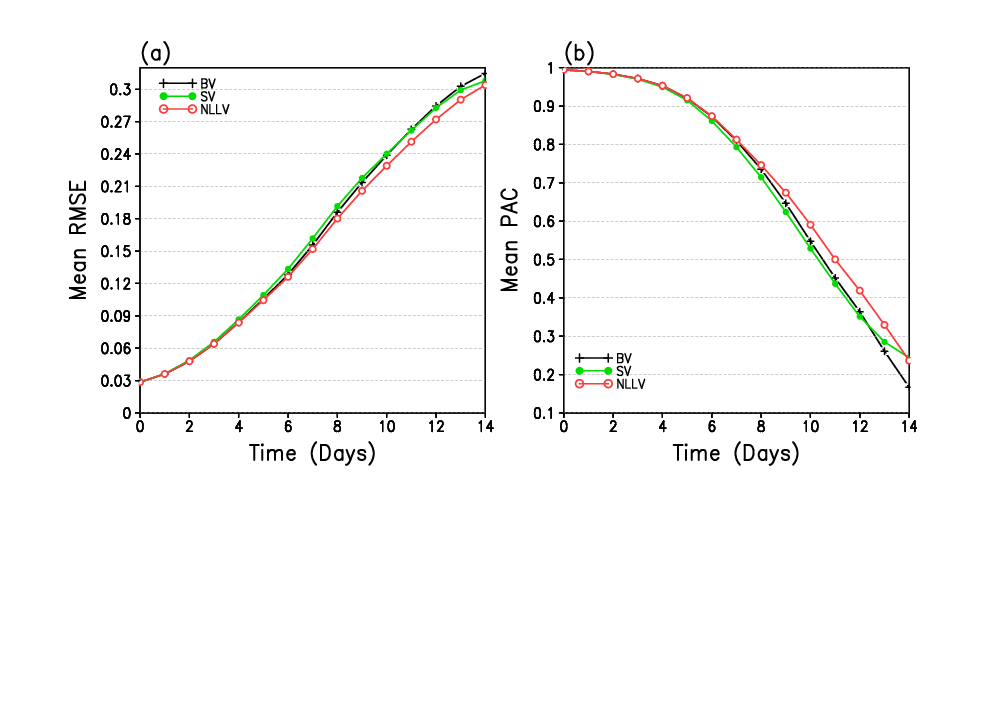 (a)
BV
SV
NLLV
0.3
0.27
0.24
0.21
0.18
0.15
0.12
0.09
0.06
0.03
0
0 2 4 6 8 10 12 14
Mean RMSE
Time (Days)
(b)
1
0.9
0.8
0.7
0.6
0.5
0.4
0.3
0.2
0.1
BV
SV
NLLV
0 2 4 6 8 10 12 14
Mean PAC
Time (Days)